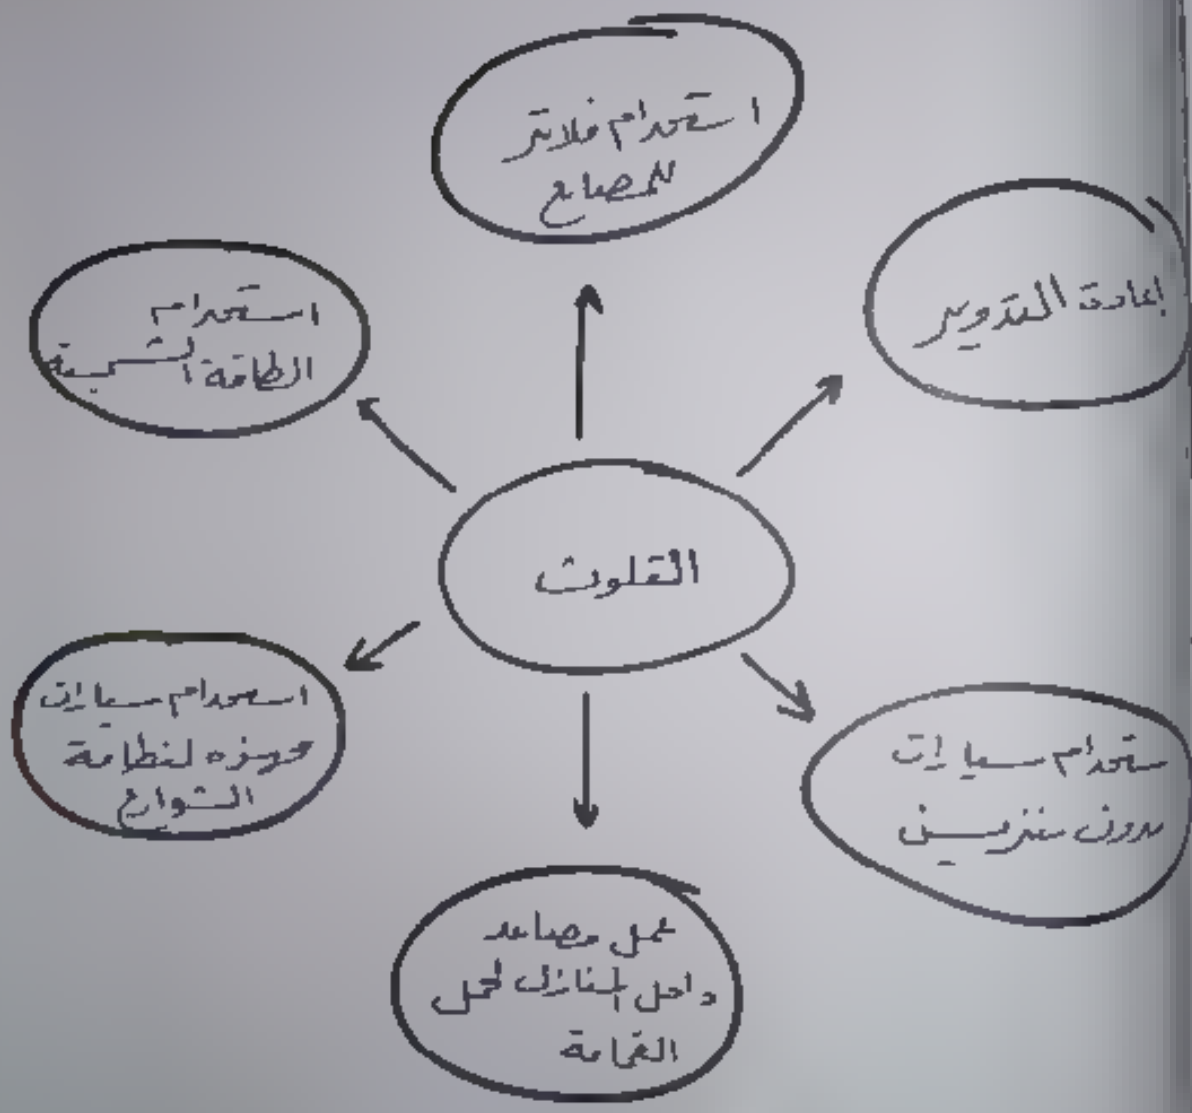 استخدام فلاتر
للمصانع
إعادة التدوير
استخدام
الطاقة الشمسية
التلوث
استخدام سيارات
مجهزه لنظافة
الشوارع
ستخدام سيارات
بدون بنزين
عمل مصاعد
داخل المنازل لحمل
القمامة